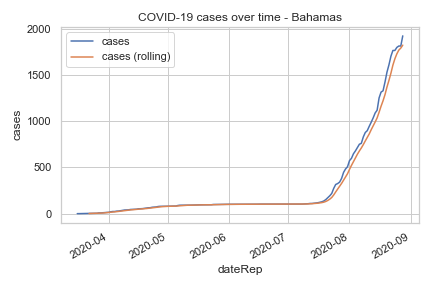 COVID-19 cases over time - Bahamas
cases
cases (rolling)
2000
1500
1000
500
0
cases
2020-04
2020-05
2020-06
2020-07
2020-08
2020-09
dateRep